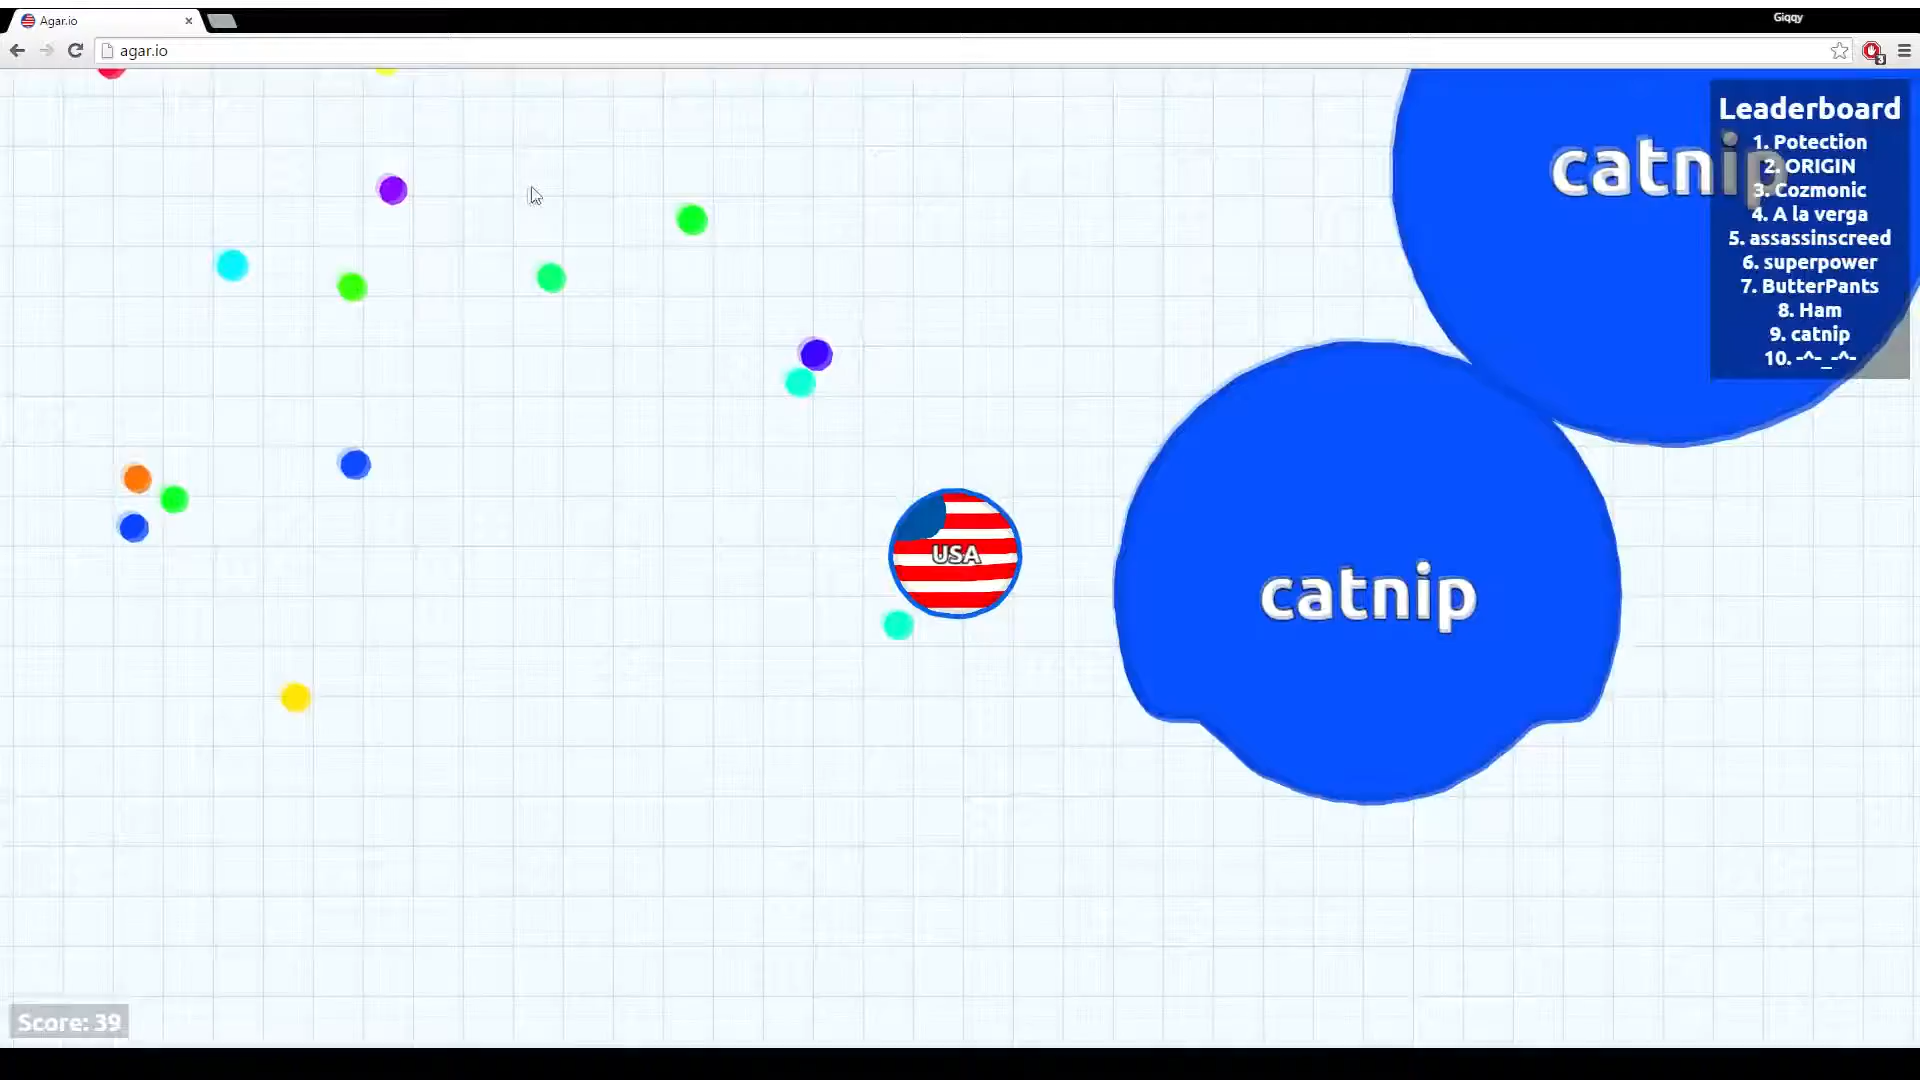 Agar.io
Giqqy
agar.io
3
Leaderboard
1. Potection
2. ORIGIN
3. Cozmonic
4. A la verga
5. assassinscreed
6. superpower
7. ButterPants
8. Ham
9. catnip
10. -^-_-^-
catnip
USA
catnip
Score: 39